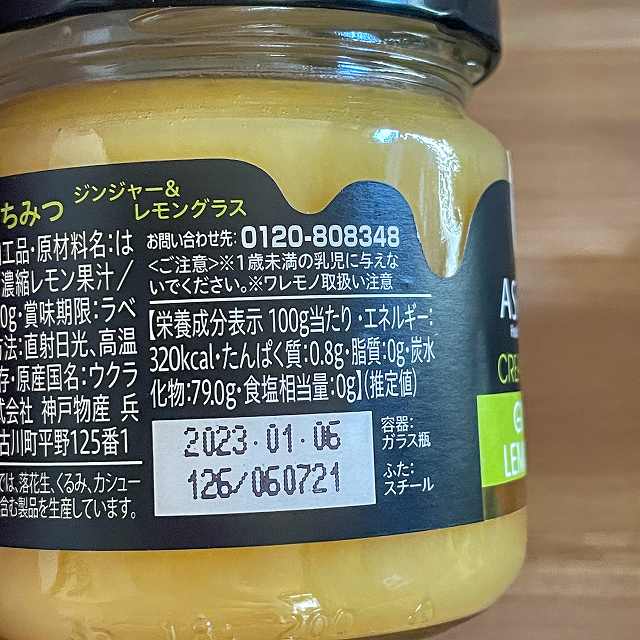 ちみつ ジンジャー&
レモングラス
工品・原材料名:は
濃縮レモン果汁/
0g・賞味期限:ラベ
方法:直射日光、高温
存・原産国名:ウクラ
式会社 神戸物産 兵
古川町平野125番1
では、落花生、くるみ、カシュー
含む製品を生産しています。
お問い合わせ先: 0120-808348
<ご注意>※1歳未満の乳児に与えな
いでください。※ワレモノ取扱い注意
【栄養成分表示 100g当たり・エネルギー:
320kcal・たんぱく質:0.8g・脂質:0g・炭水
化物:79.0g・食塩相当量:0g】(推定値)
2023.01.06
126/060721
容器:
ガラス瓶
ふた:
スチール
AS
CRE
LEM